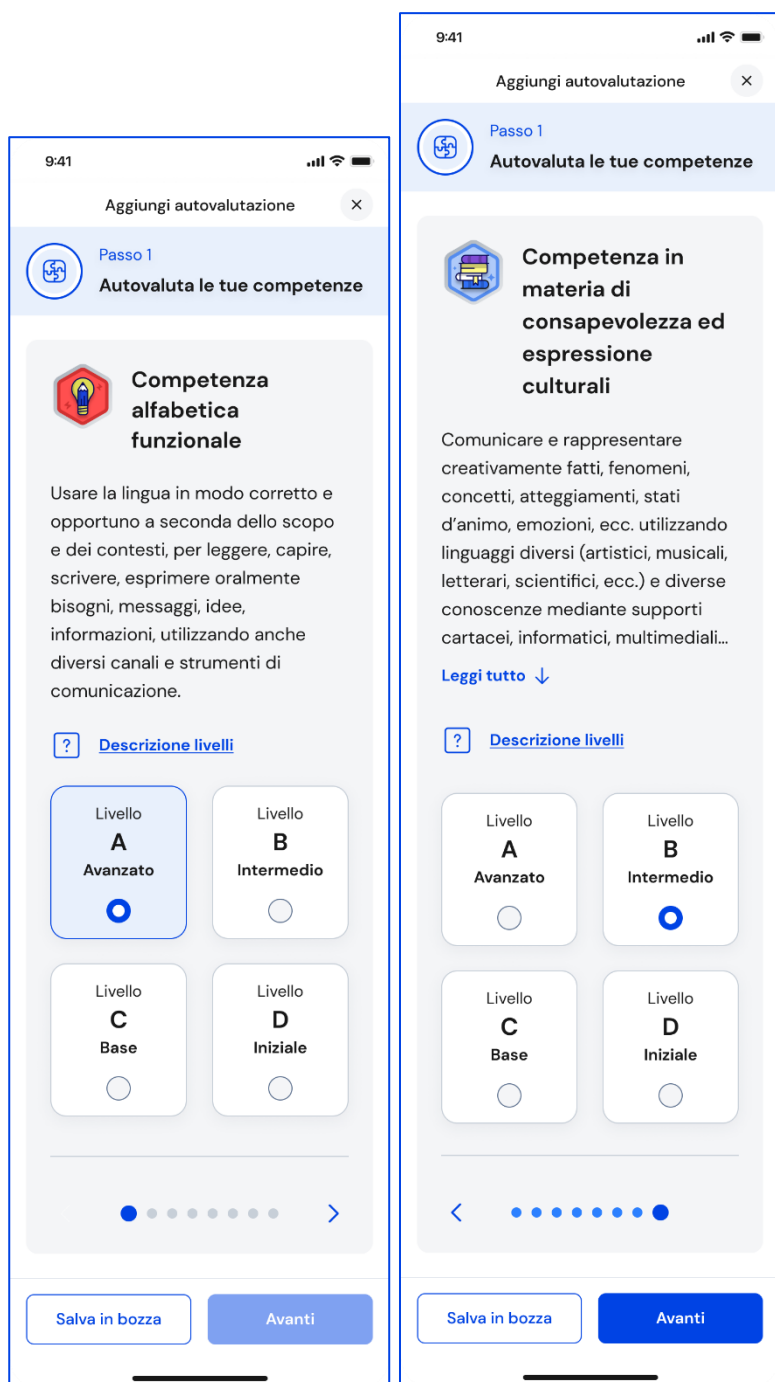 9:41
Aggiungi autovalutazione
Passo 1
Autovaluta le tue competenze
Competenza
alfabetica
funzionale
Usare la lingua in modo corretto e
opportuno a seconda dello scopo
e dei contesti, per leggere, capire,
scrivere, esprimere oralmente
bisogni, messaggi, idee,
informazioni, utilizzando anche
diversi canali e strumenti di
comunicazione.
? Descrizione livelli
Livello
A
Avanzato
Livello
B
Intermedio
Livello
C
Base
Livello
D
Iniziale
Salva in bozza
Avanti
9:41
Aggiungi autovalutazione
Passo 1
Autovaluta le tue competenze
Competenza in
materia di
consapevolezza ed
espressione
culturali
Comunicare e rappresentare
creativamente fatti, fenomeni,
concetti, atteggiamenti, stati
d'animo, emozioni, ecc. utilizzando
linguaggi diversi (artistici, musicali,
letterari, scientifici, ecc.) e diverse
conoscenze mediante supporti
cartacei, informatici, multimediali...
Leggi tutto
? Descrizione livelli
Livello
A
Avanzato
Livello
B
Intermedio
Livello
C
Base
Livello
D
Iniziale
Salva in bozza
Avanti